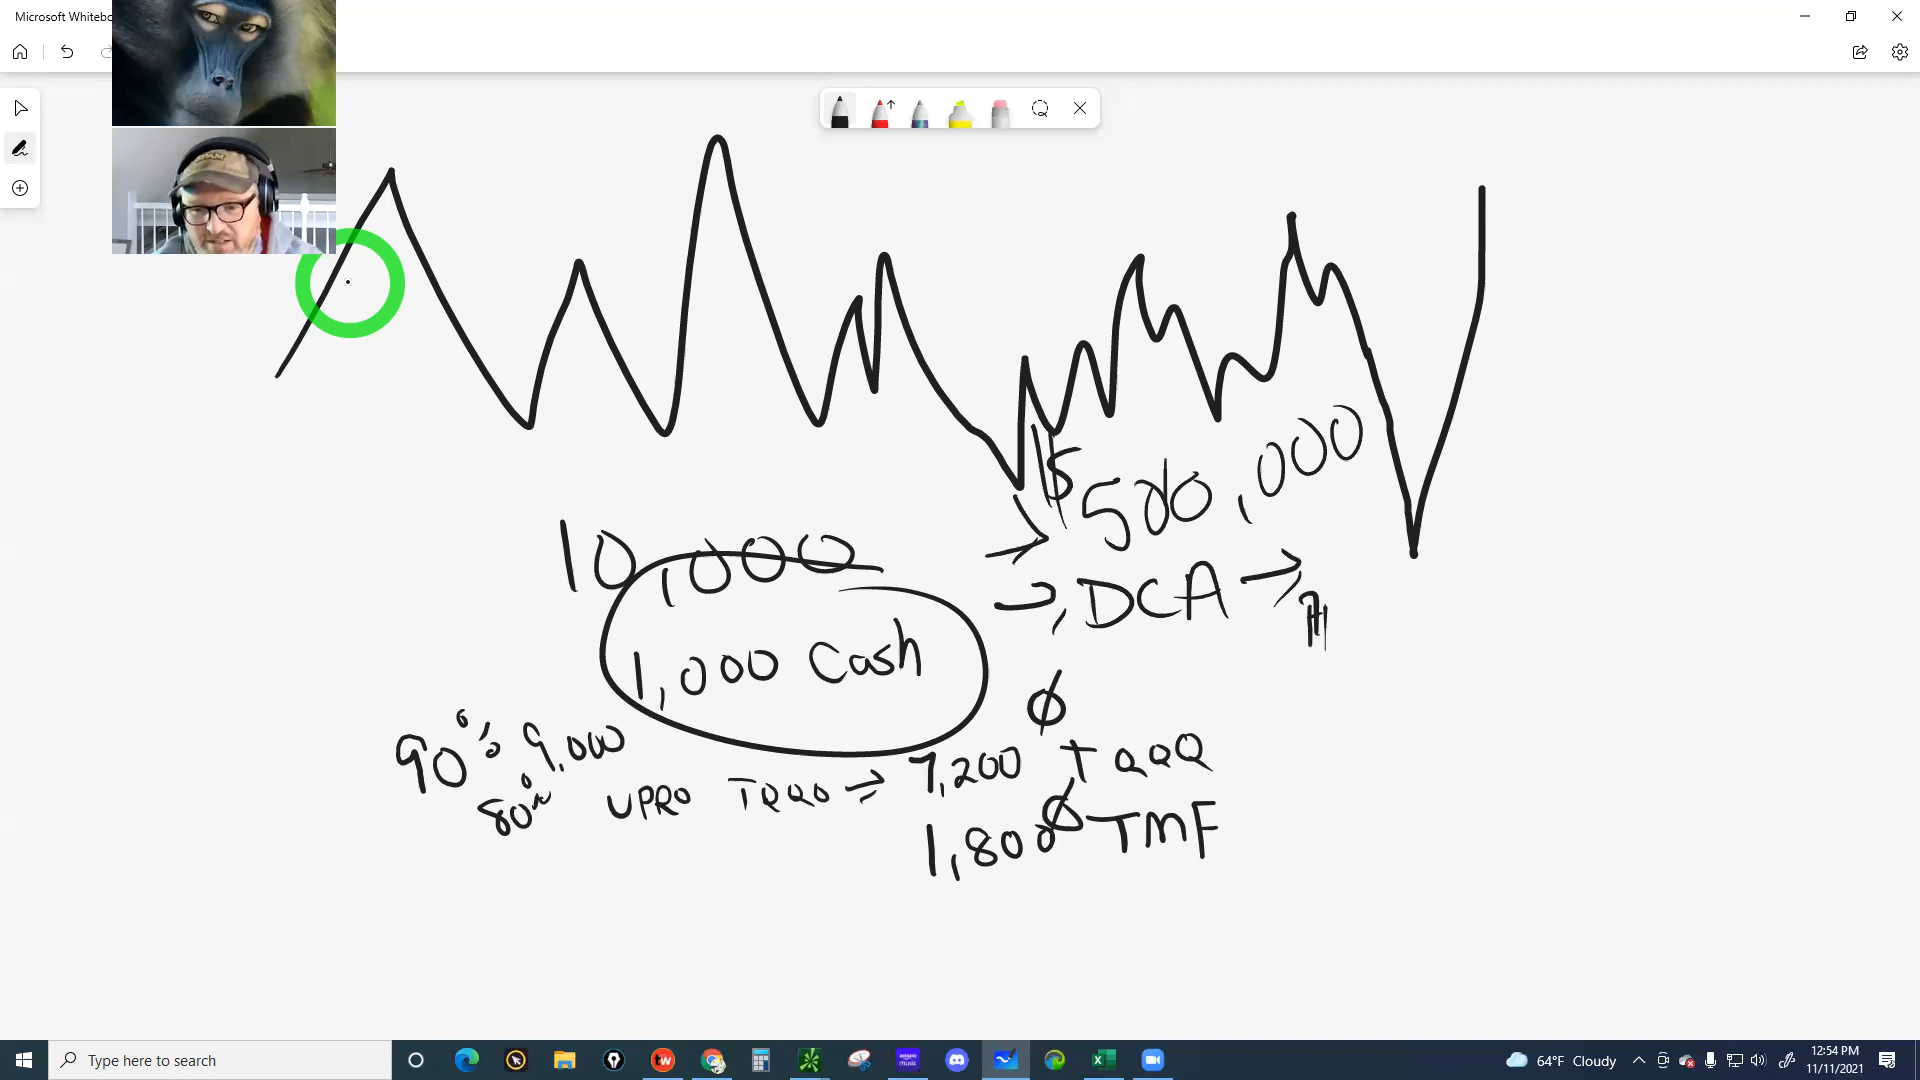 Microsoft Whitebo
$
500,000
10,000
DCA
1,000 Cash
90% 9,000
80% UPRO TQQQ 7,200 TQQQ
1,800 TMF
Type here to search
64°F Cloudy
12:54 PM
11/11/2021